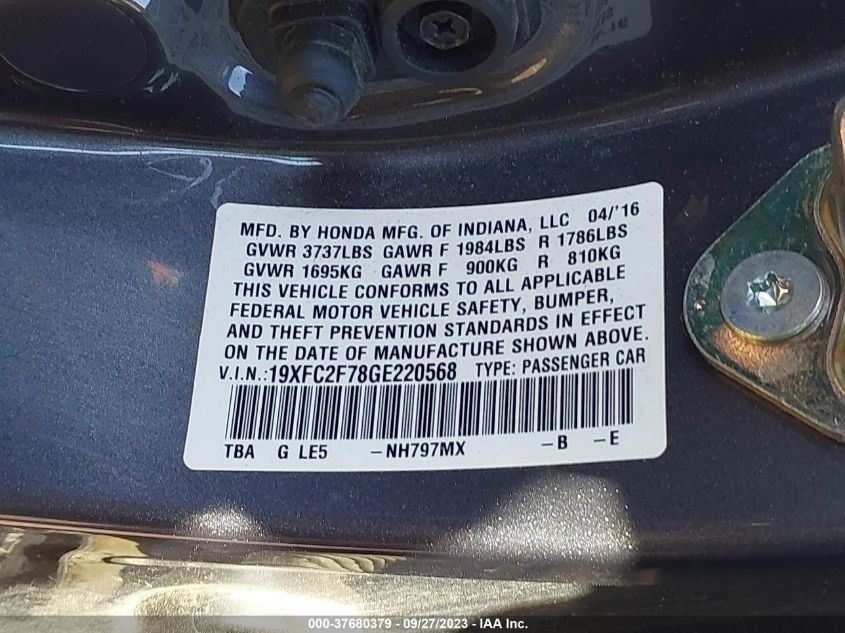 MFD. BY HONDA MFG. OF INDIANA, LLC 04/'16
GVWR 3737LBS GAWR F 1984LBS R 1786LBS
GVWR 1695KG GAWR F 900KG R 810KG
THIS VEHICLE CONFORMS TO ALL APPLICABLE
FEDERAL MOTOR VEHICLE SAFETY, BUMPER,
AND THEFT PREVENTION STANDARDS IN EFFECT
ON THE DATE OF MANUFACTURE SHOWN ABOVE.
V.I.N.:19XFC2F78GE220568 TYPE: PASSENGER CAR
TBA G LE5 –NH797MX –B –E
000-37680379 / 09/27/2023 - © IAA Inc.